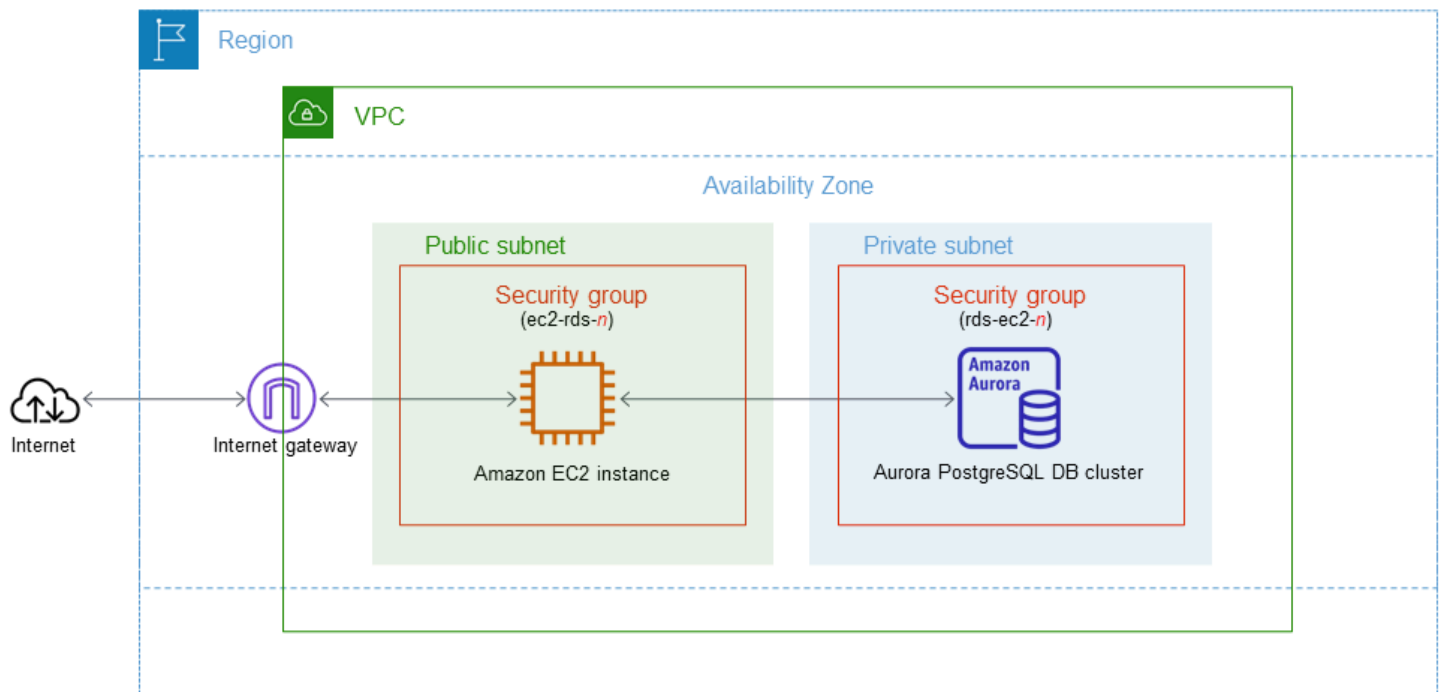 Region
VPC
Availability Zone
Public subnet
Private subnet
Security group
(ec2-rds-n)
Security group
(rds-ec2-n)
Amazon
Aurora
Internet
Internet gateway
Amazon EC2 instance
Aurora PostgreSQL DB cluster